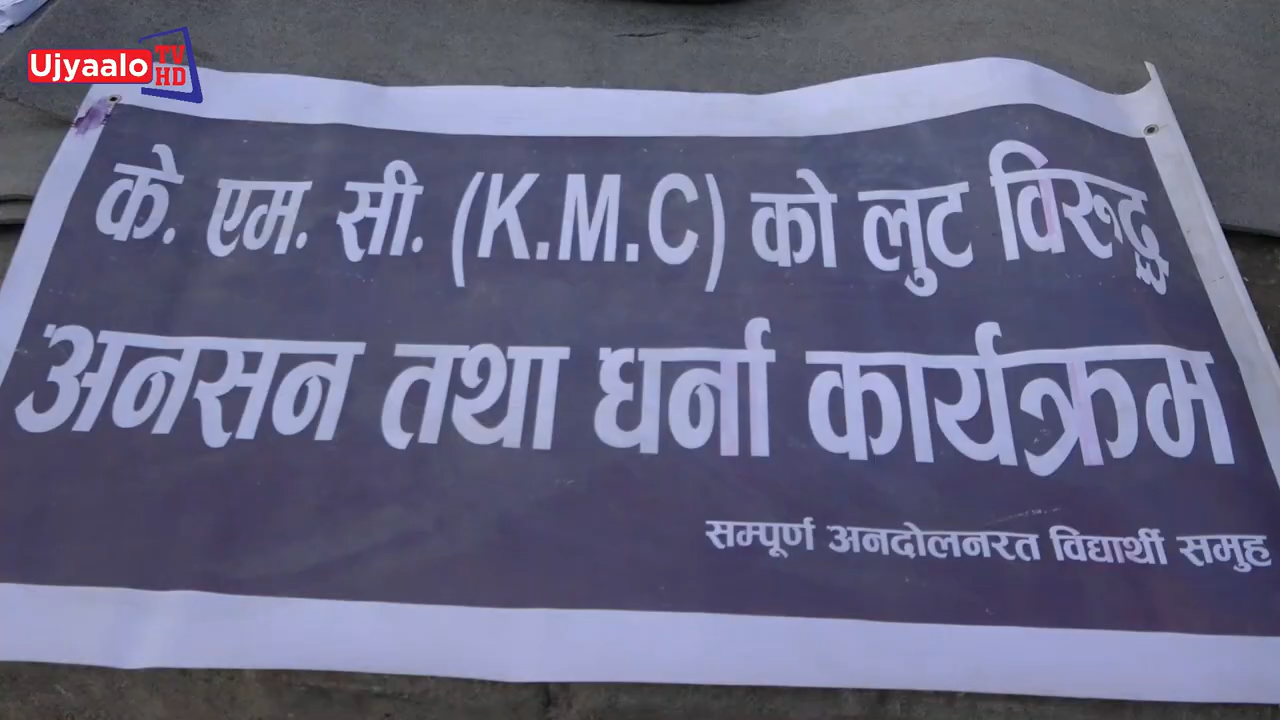 Ujyaalo TV HD
के. एम. सी. (K.M.C) को लुट विरूद्ध
अनसन तथा धर्ना कार्यक्रम
सम्पूर्ण अनदोलनरत विद्यार्थी समुह